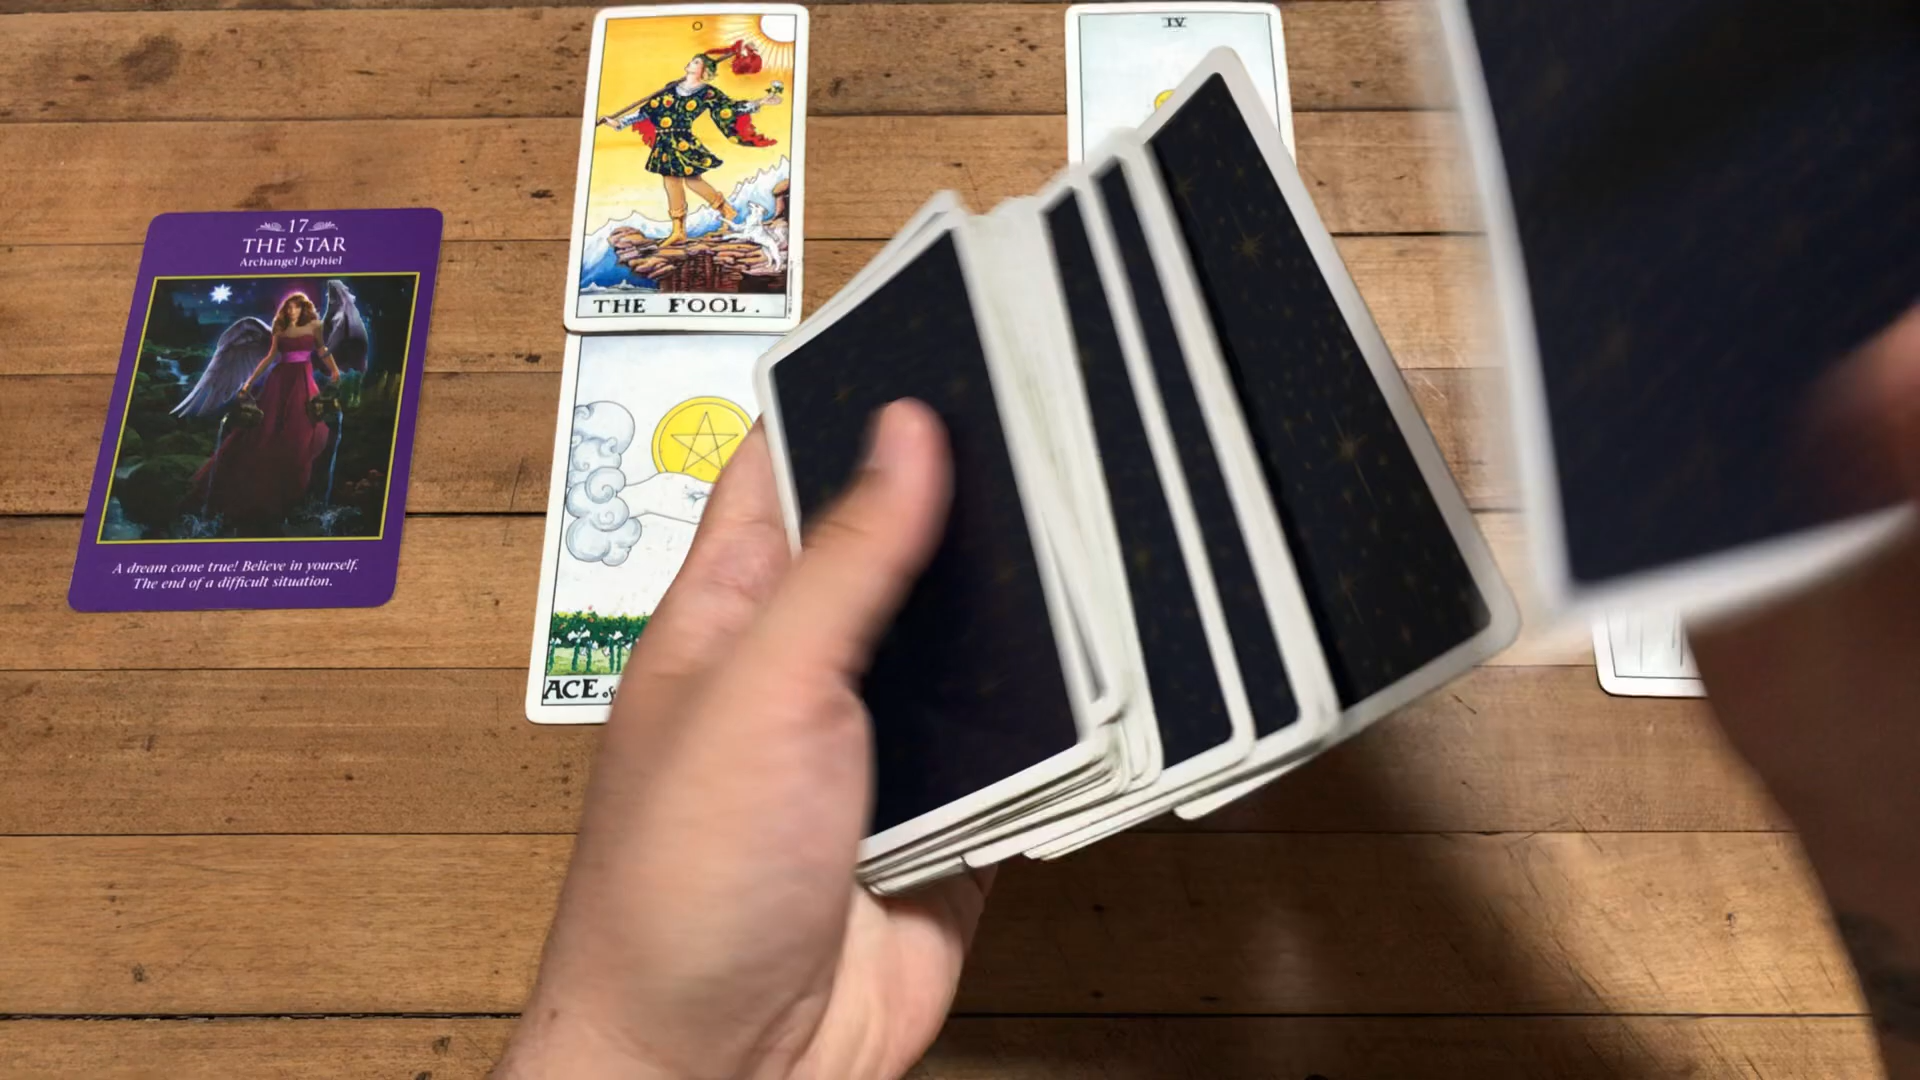 17
THE STAR
Archangel Jophiel
A dream come true! Believe in yourself.
The end of a difficult situation.
0
THE FOOL.
ACE of
IV